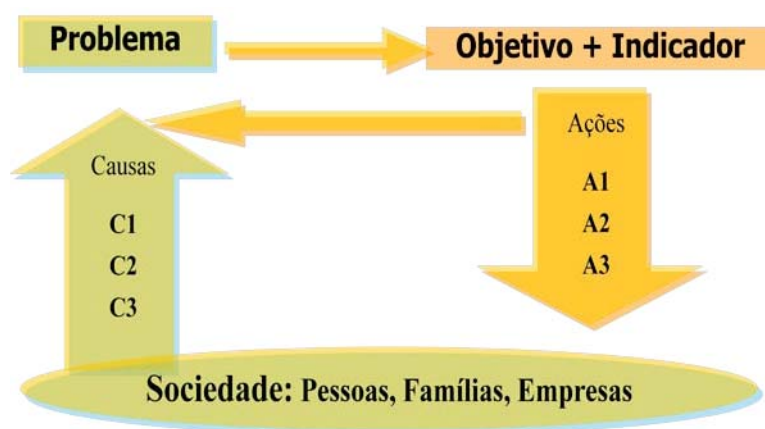 Problema
Objetivo + Indicador
Causas
C1
C2
C3
Ações
A1
A2
A3
Sociedade: Pessoas, Famílias, Empresas